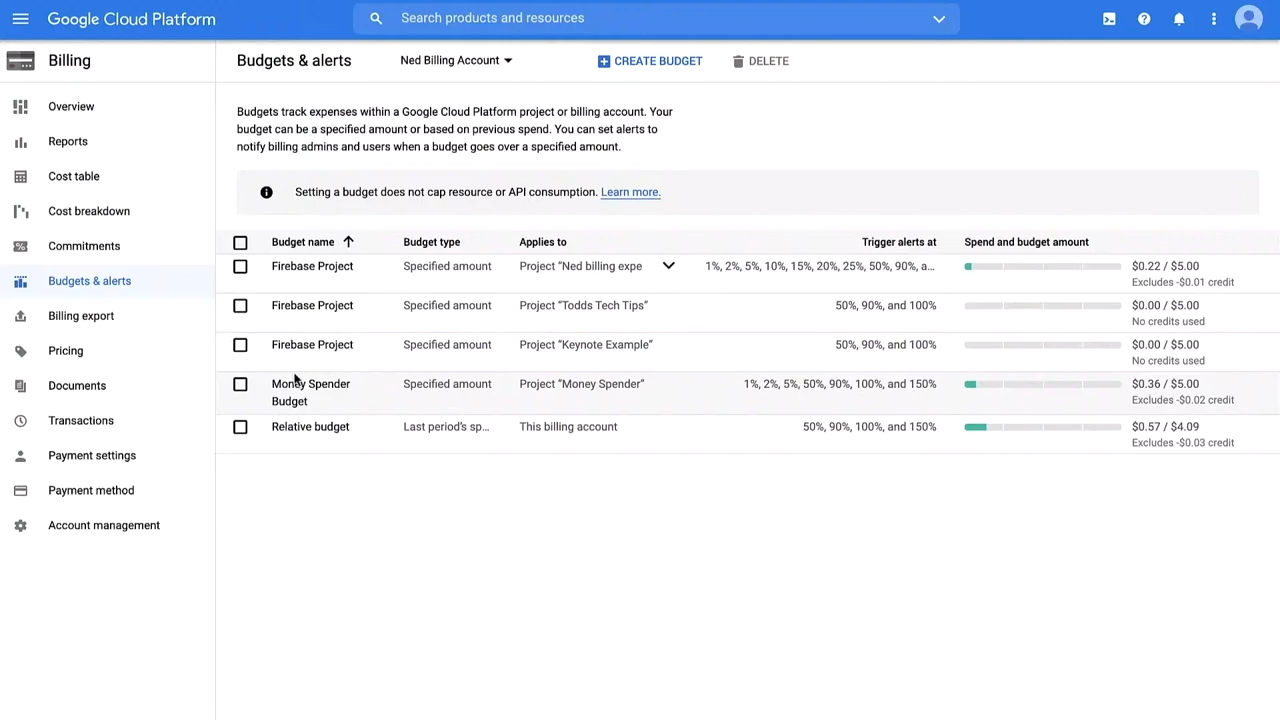 Google Cloud Platform
Search products and resources
Billing
Budgets & alerts
Ned Billing Account
CREATE BUDGET
DELETE
Overview
Reports
Cost table
Cost breakdown
Commitments
Budgets & alerts
Billing export
Pricing
Documents
Transactions
Payment settings
Payment method
Account management
Budgets track expenses within a Google Cloud Platform project or billing account. Your
budget can be a specified amount or based on previous spend. You can set alerts to
notify billing admins and users when a budget goes over a specified amount.
Setting a budget does not cap resource or API consumption. Learn more.
Budget name Budget type Applies to Trigger alerts at Spend and budget amount
Firebase Project Specified amount Project “Ned billing expe 1%, 2%, 5%, 10%, 15%, 20%, 25%, 50%, 90%, a... $0.22 / $5.00
Excludes -$0.01 credit
Firebase Project Specified amount Project “Todds Tech Tips” 50%, 90%, and 100% $0.00 / $5.00
No credits used
Firebase Project Specified amount Project “Keynote Example” 50%, 90%, and 100% $0.00 / $5.00
No credits used
Money Spender Specified amount Project “Money Spender” 1%, 2%, 5%, 50%, 90%, 100%, and 150% $0.36 / $5.00
Budget Excludes -$0.02 credit
Relative budget Last period’s sp... This billing account 50%, 90%, 100%, and 150% $0.57 / $4.09
Excludes -$0.03 credit